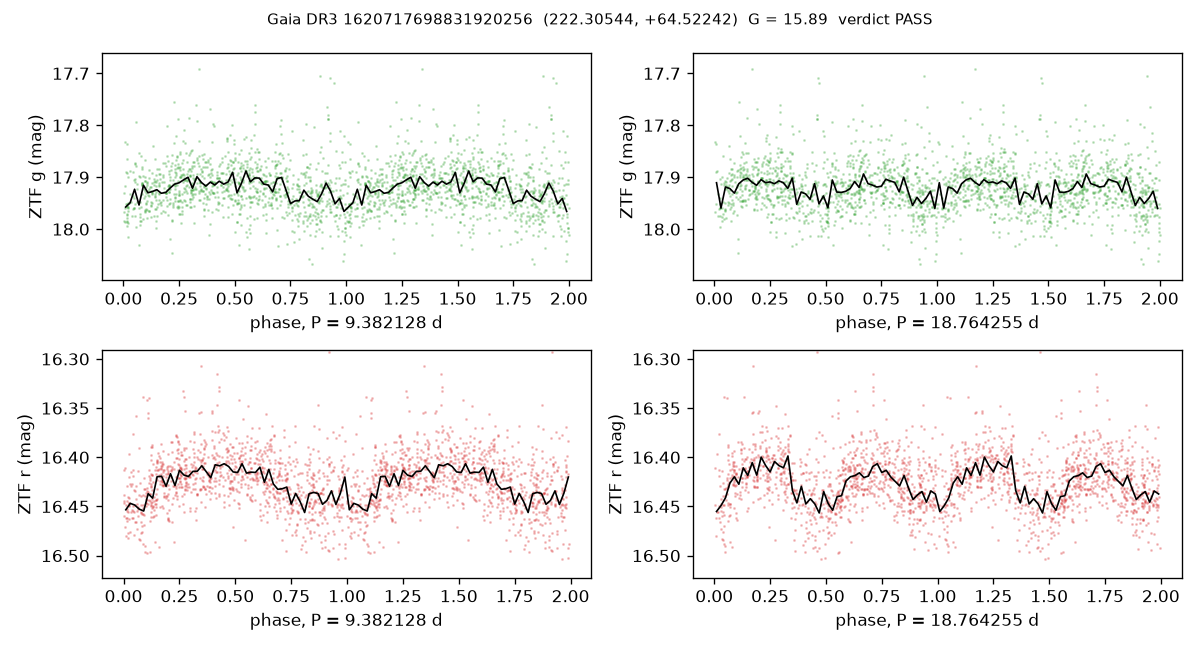 Gaia DR3 1620717698831920256  (222.30544, +64.52242)  G = 15.89  verdict PASS
ZTF g (mag)
17.7
17.8
17.9
18.0
0.00 0.25 0.50 0.75 1.00 1.25 1.50 1.75 2.00
phase, P = 9.382128 d
ZTF g (mag)
17.7
17.8
17.9
18.0
0.00 0.25 0.50 0.75 1.00 1.25 1.50 1.75 2.00
phase, P = 18.764255 d
ZTF r (mag)
16.30
16.35
16.40
16.45
16.50
0.00 0.25 0.50 0.75 1.00 1.25 1.50 1.75 2.00
phase, P = 9.382128 d
ZTF r (mag)
16.30
16.35
16.40
16.45
16.50
0.00 0.25 0.50 0.75 1.00 1.25 1.50 1.75 2.00
phase, P = 18.764255 d